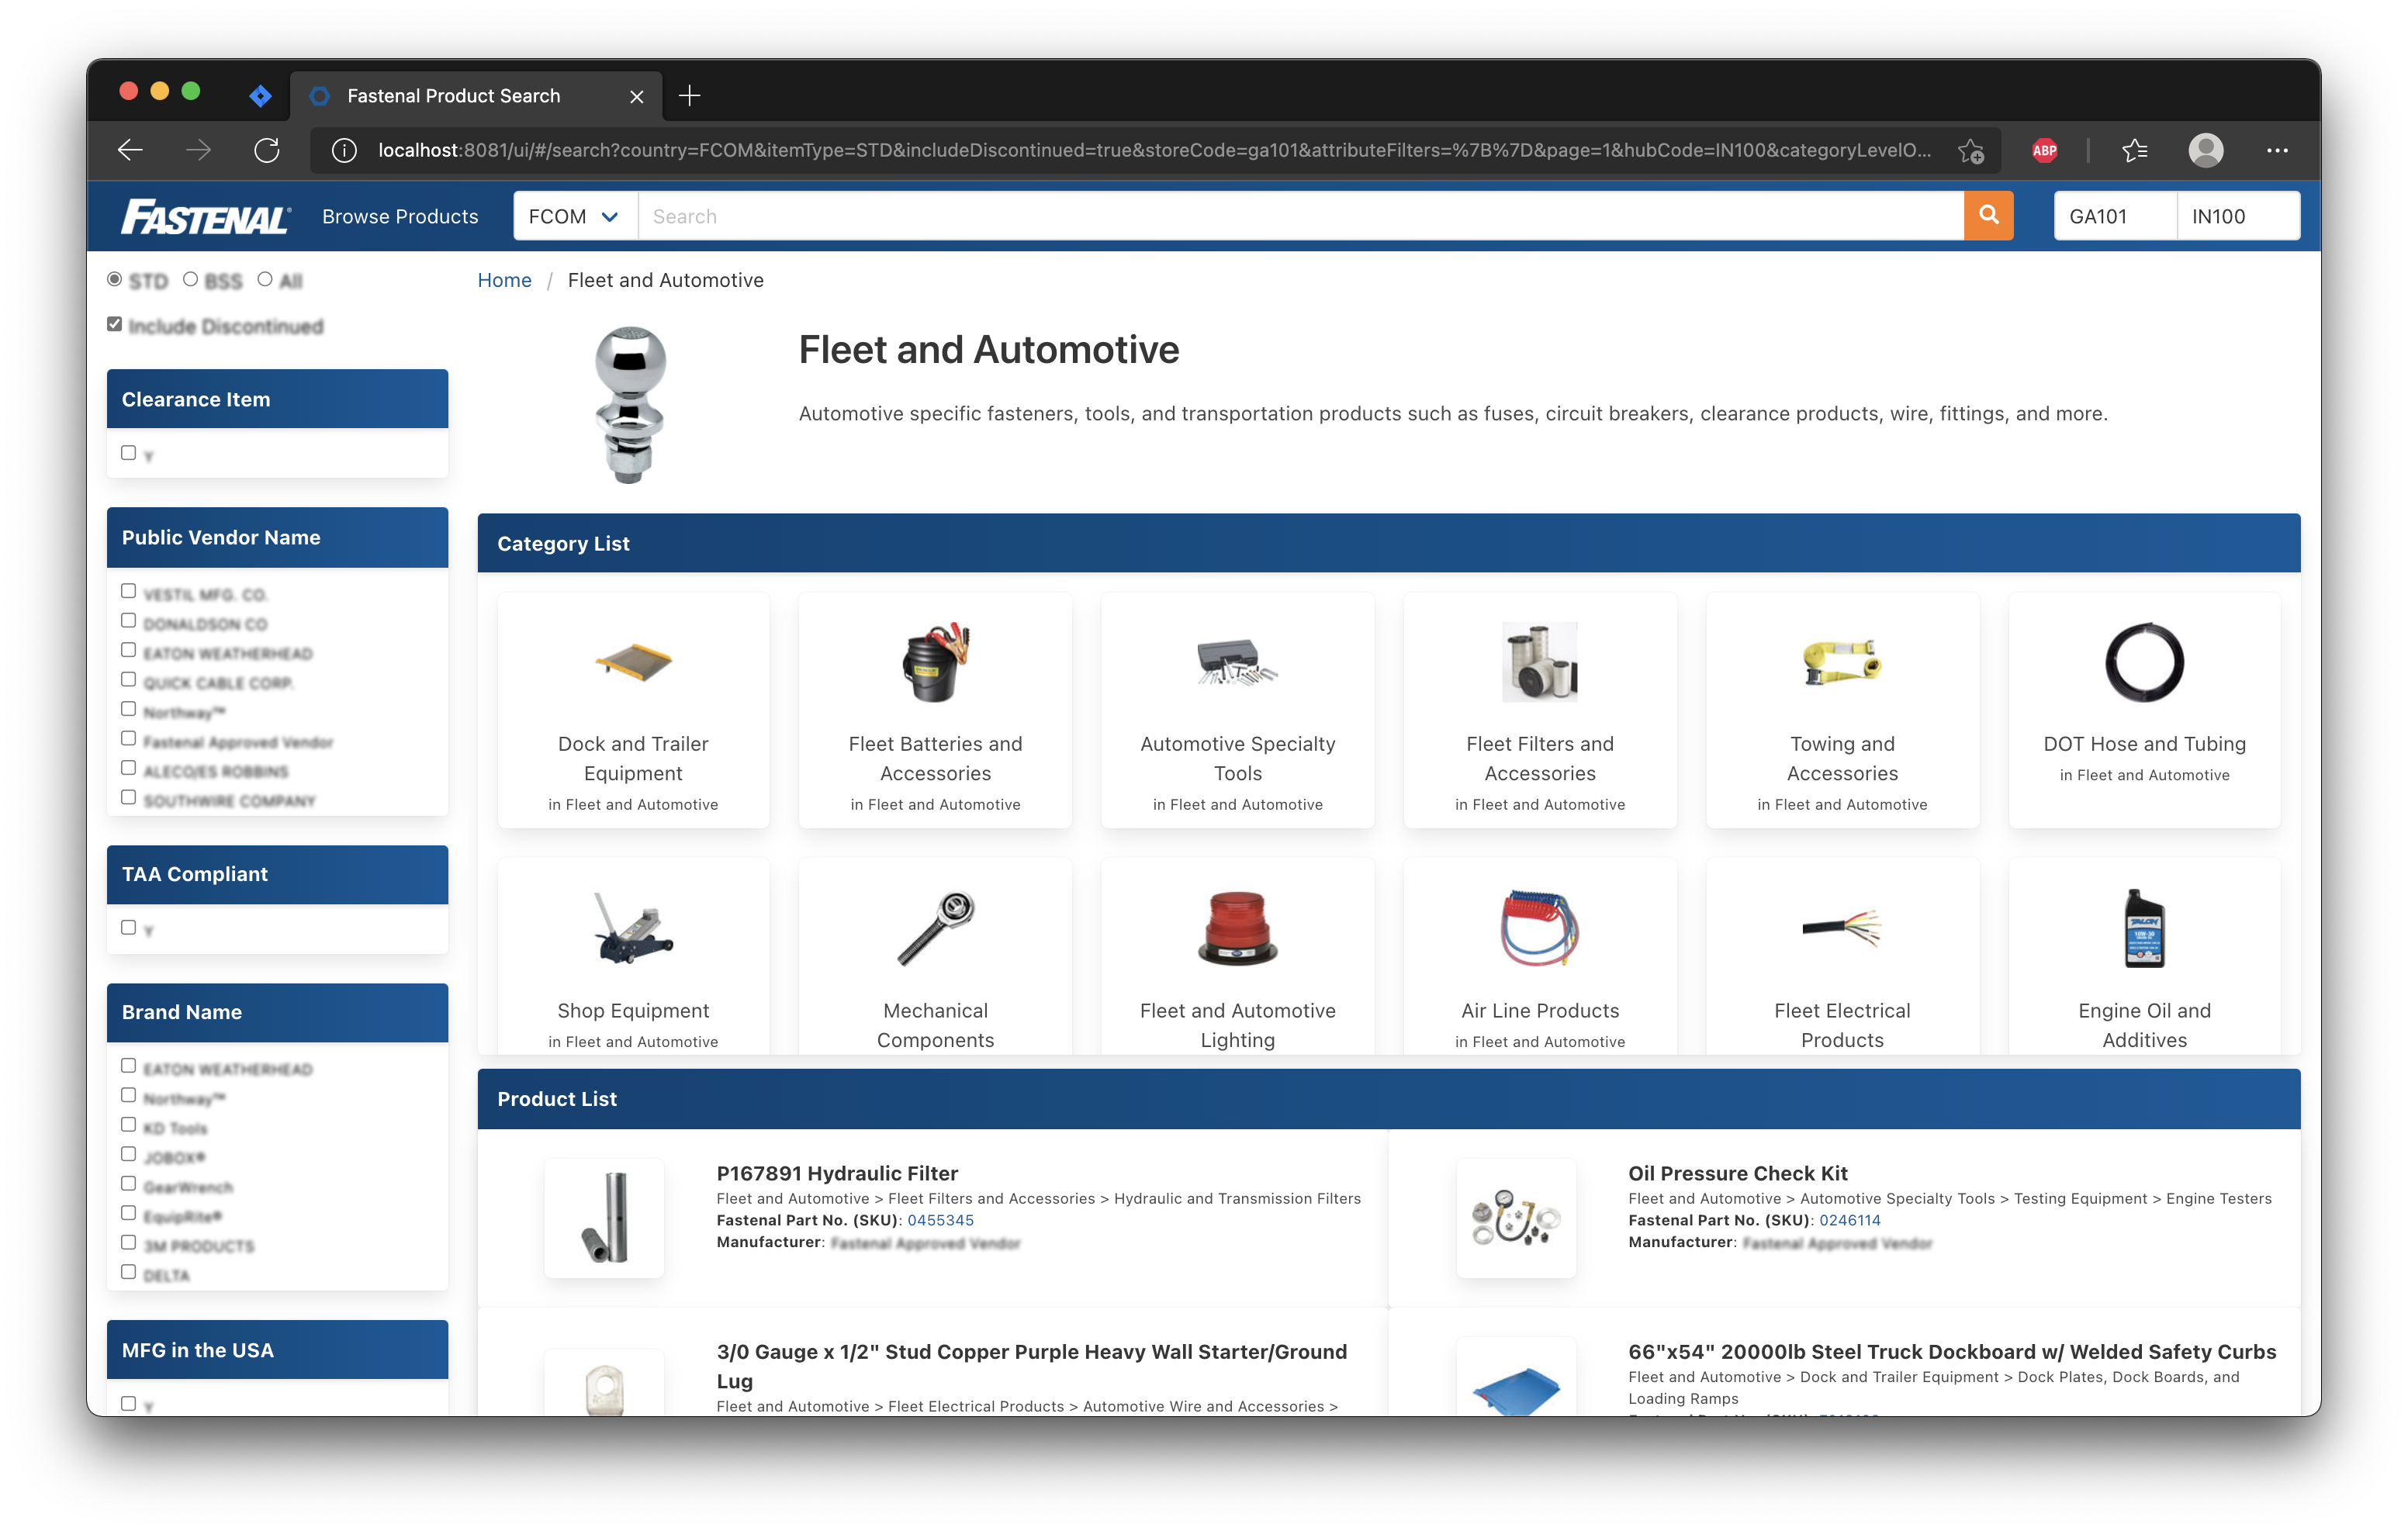 Fastenal Product Search
localhost:8081/ui/#/search?country=FCOM&itemType=STD&includeDiscontinued=true&storeCode=ga101&attributeFilters=%7B%7D&page=1&hubCode=IN100&categoryLevelO...
ABP
FASTENAL
Browse Products
FCOM
Search
GA101
IN100
STD BSS All
Include Discontinued
Clearance Item
Y
Public Vendor Name
VESTIL MFG. CO.
DONALDSON CO
EATON WEATHERHEAD
QUICK CABLE CORP.
Northway™
Fastenal Approved Vendor
ALECO/ES ROBBINS
SOUTHWIRE COMPANY
TAA Compliant
Y
Brand Name
EATON WEATHERHEAD
Northway™
KD Tools
JOBOX®
GearWrench
EquipRite®
3M PRODUCTS
DELTA
MFG in the USA
Y
Home / Fleet and Automotive
Fleet and Automotive
Automotive specific fasteners, tools, and transportation products such as fuses, circuit breakers, clearance products, wire, fittings, and more.
Category List
Dock and Trailer
Equipment
in Fleet and Automotive
Fleet Batteries and
Accessories
in Fleet and Automotive
Automotive Specialty
Tools
in Fleet and Automotive
Fleet Filters and
Accessories
in Fleet and Automotive
Towing and
Accessories
in Fleet and Automotive
DOT Hose and Tubing
in Fleet and Automotive
Shop Equipment
in Fleet and Automotive
Mechanical
Components
Fleet and Automotive
Lighting
Air Line Products
in Fleet and Automotive
Fleet Electrical
Products
TALON
10W-30
Engine Oil and
Additives
Product List
P167891 Hydraulic Filter
Fleet and Automotive > Fleet Filters and Accessories > Hydraulic and Transmission Filters
Fastenal Part No. (SKU): 0455345
Manufacturer: Fastenal Approved Vendor
Oil Pressure Check Kit
Fleet and Automotive > Automotive Specialty Tools > Testing Equipment > Engine Testers
Fastenal Part No. (SKU): 0246114
Manufacturer: Fastenal Approved Vendor
3/0 Gauge x 1/2" Stud Copper Purple Heavy Wall Starter/Ground
Lug
Fleet and Automotive > Fleet Electrical Products > Automotive Wire and Accessories >
66"x54" 20000lb Steel Truck Dockboard w/ Welded Safety Curbs
Fleet and Automotive > Dock and Trailer Equipment > Dock Plates, Dock Boards, and
Loading Ramps